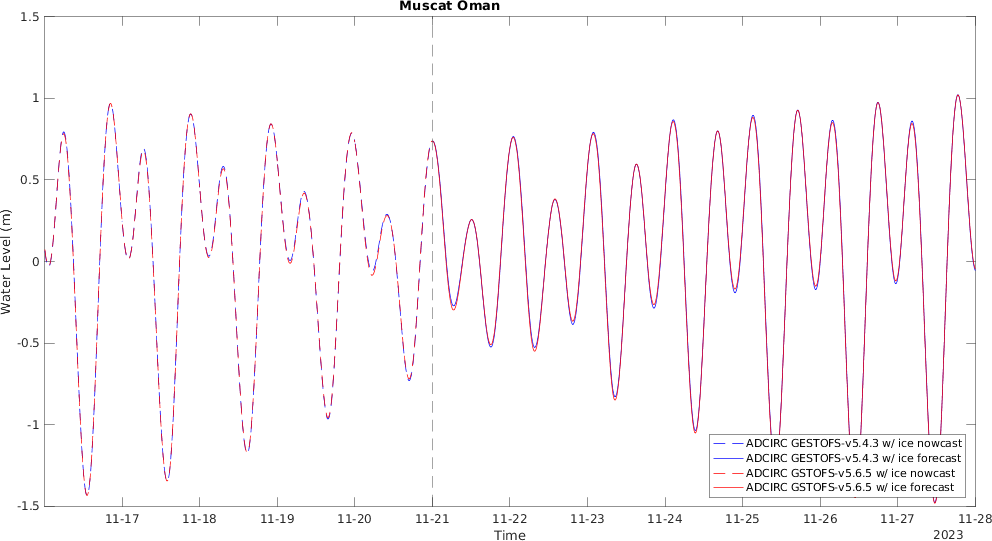 Muscat Oman
1.5
1
0.5
0
-0.5
-1
-1.5
Water Level (m)
ADCIRC GESTOFS-v5.4.3 w/ ice nowcast
ADCIRC GESTOFS-v5.4.3 w/ ice forecast
ADCIRC GSTOFS-v5.6.5 w/ ice nowcast
ADCIRC GSTOFS-v5.6.5 w/ ice forecast
11-17 11-18 11-19 11-20 11-21 11-22 11-23 11-24 11-25 11-26 11-27 11-28
Time
2023